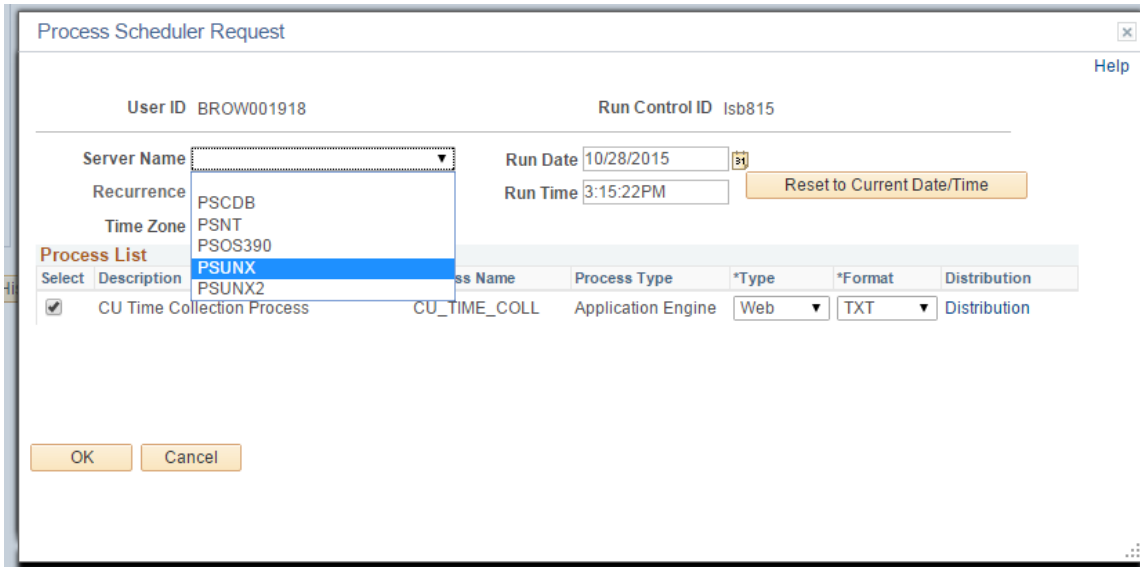 Process Scheduler Request
Help
User ID BROW001918 Run Control ID lsb815
Server Name Run Date 10/28/2015
Recurrence Run Time 3:15:22PM Reset to Current Date/Time
PSCDB
Time Zone PSNT
PSOS390
Process List
PSUNX
Select Description ss Name Process Type *Type *Format Distribution
PSUNX2
CU Time Collection Process CU_TIME_COLL Application Engine Web TXT Distribution
OK Cancel